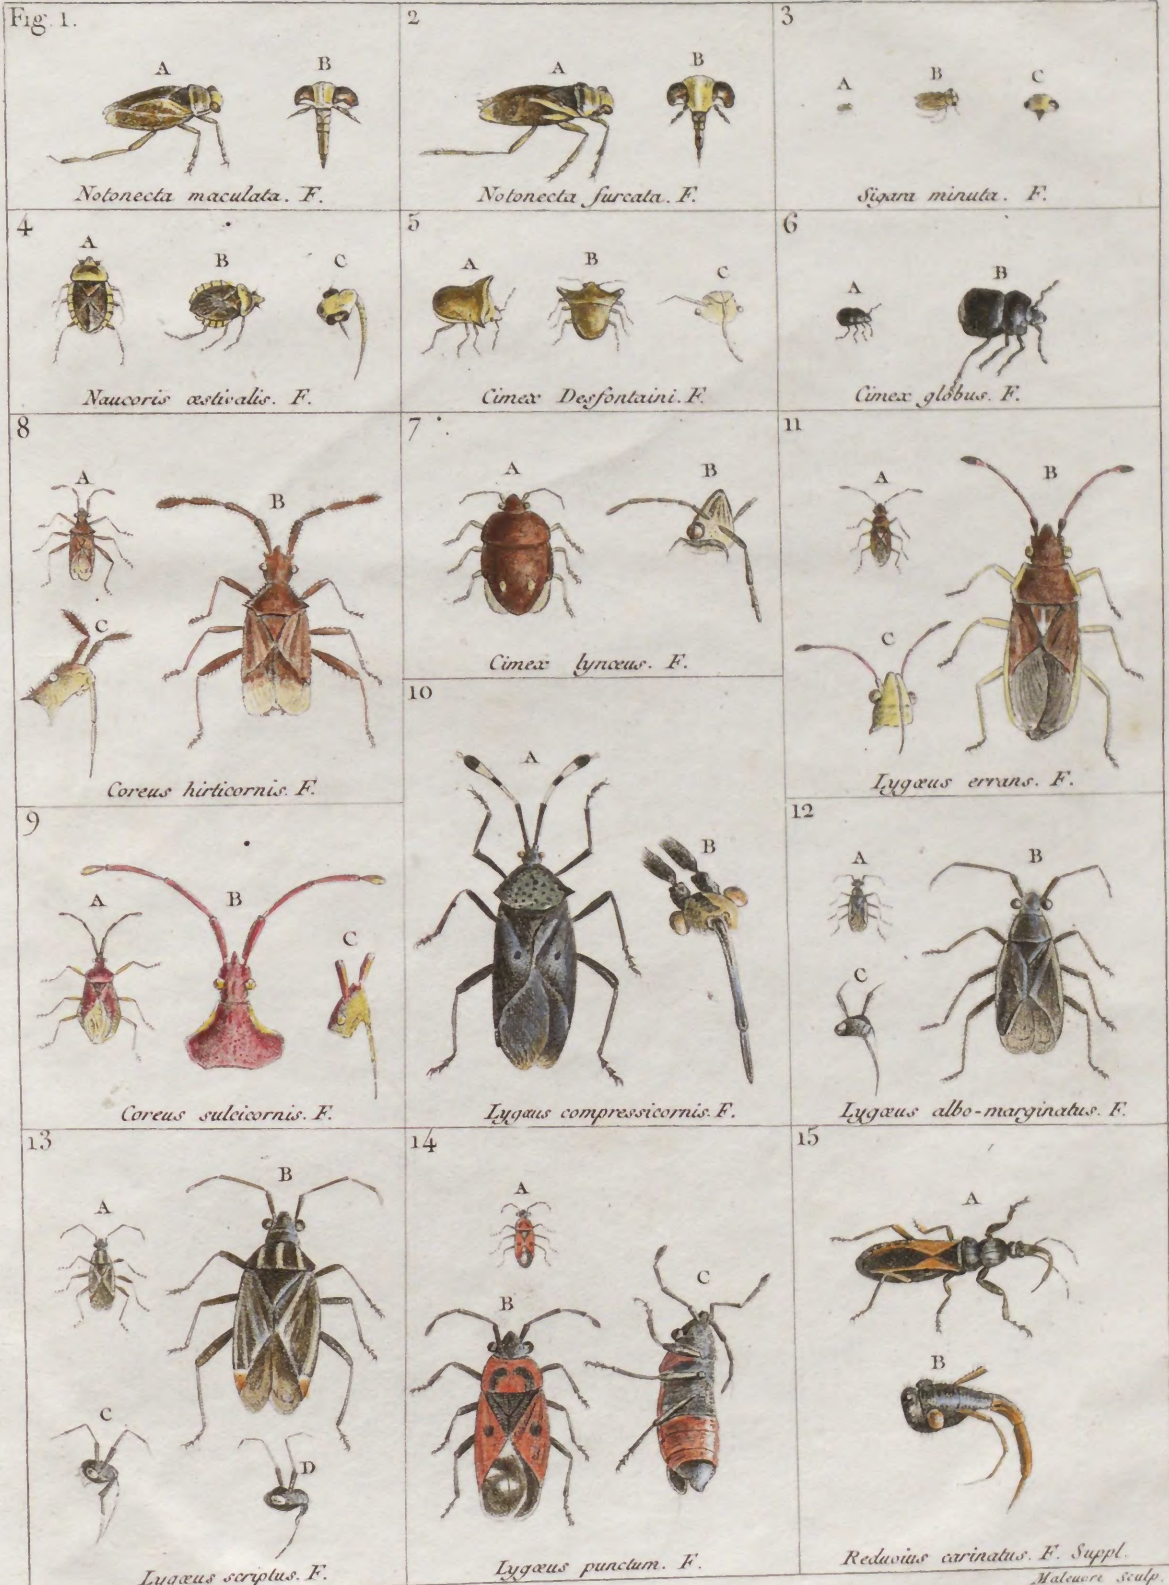 Fig. 1.
A
B
Notonecta maculata. F.
2
A
B
Notonecta furcata. F.
3
A
B
C
Sigara minuta. F.
4
A
B
C
Naucoris æstivalis. F.
5
A
B
C
Cimex Desfontaini. F.
6
A
B
Cimex globus. F.
8
A
B
C
Coreus hirticornis. F.
7
A
B
Cimex lynceus. F.
11
A
B
C
Lygæus errans. F.
9
A
B
C
Coreus sulcicornis. F.
10
A
B
Lygæus compressicornis. F.
12
A
B
C
Lygæus albo-marginatus. F.
13
A
B
C
D
Lygæus scriptus. F.
14
A
B
C
Lygæus punctum. F.
15
A
B
Reduvius carinatus. F. Suppl.
Maleuvre Sculp.